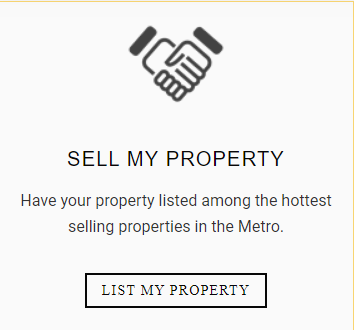 SELL MY PROPERTY
Have your property listed among the hottest
selling properties in the Metro.
LIST MY PROPERTY